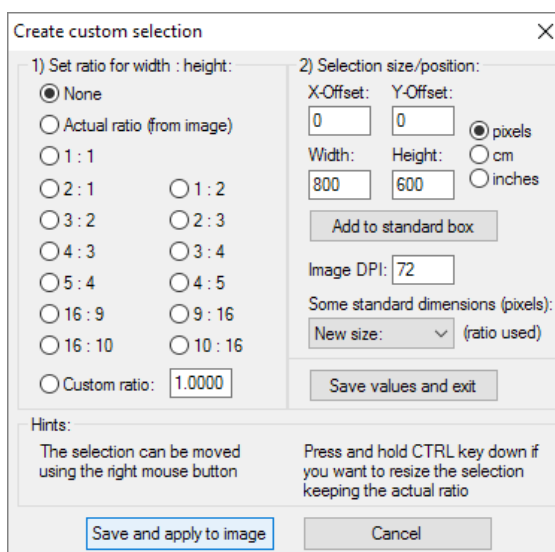 Create custom selection
1) Set ratio for width : height:
None
Actual ratio (from image)
1 : 1
2 : 1
1 : 2
3 : 2
2 : 3
4 : 3
3 : 4
5 : 4
4 : 5
16 : 9
9 : 16
16 : 10
10 : 16
Custom ratio: 1.0000
2) Selection size/position:
X-Offset: Y-Offset:
0 0
pixels
cm
inches
Width: Height:
800 600
Add to standard box
Image DPI: 72
Some standard dimensions (pixels):
New size: (ratio used)
Save values and exit
Hints:
The selection can be moved
using the right mouse button
Press and hold CTRL key down if
you want to resize the selection
keeping the actual ratio
Save and apply to image
Cancel